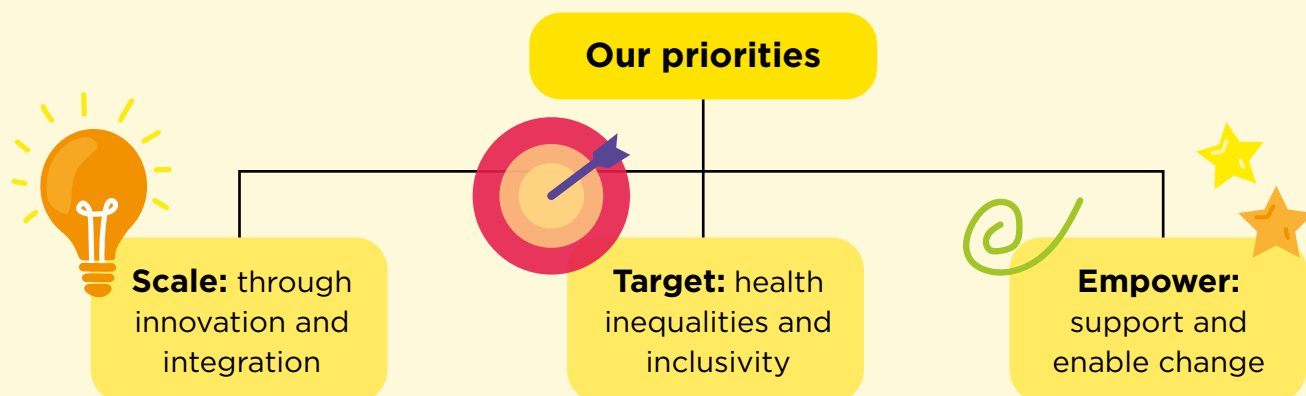 Our priorities
Scale: through
innovation and
integration
Target: health
inequalities and
inclusivity
Empower:
support and
enable change